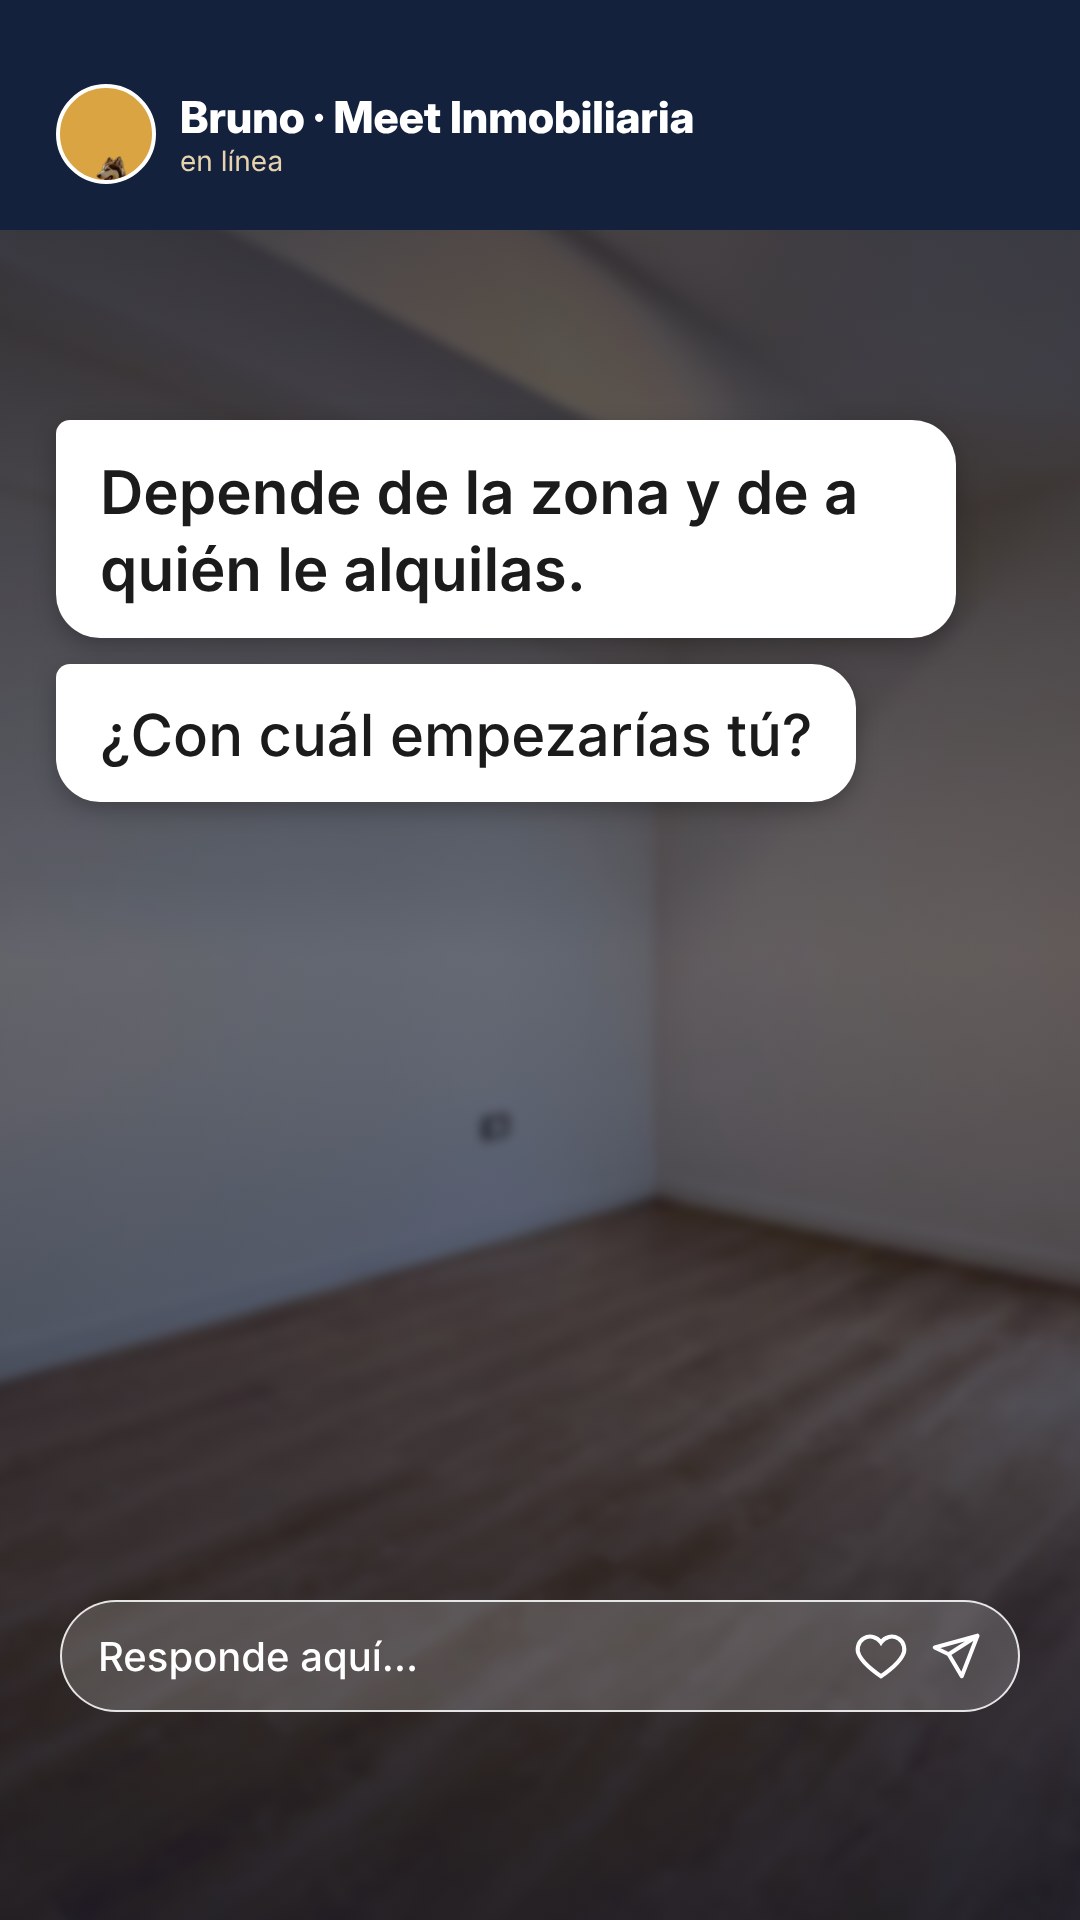 Bruno · Meet Inmobiliaria
en línea
Depende de la zona y de a
quién le alquilas.
¿Con cuál empezarías tú?
Responde aquí...